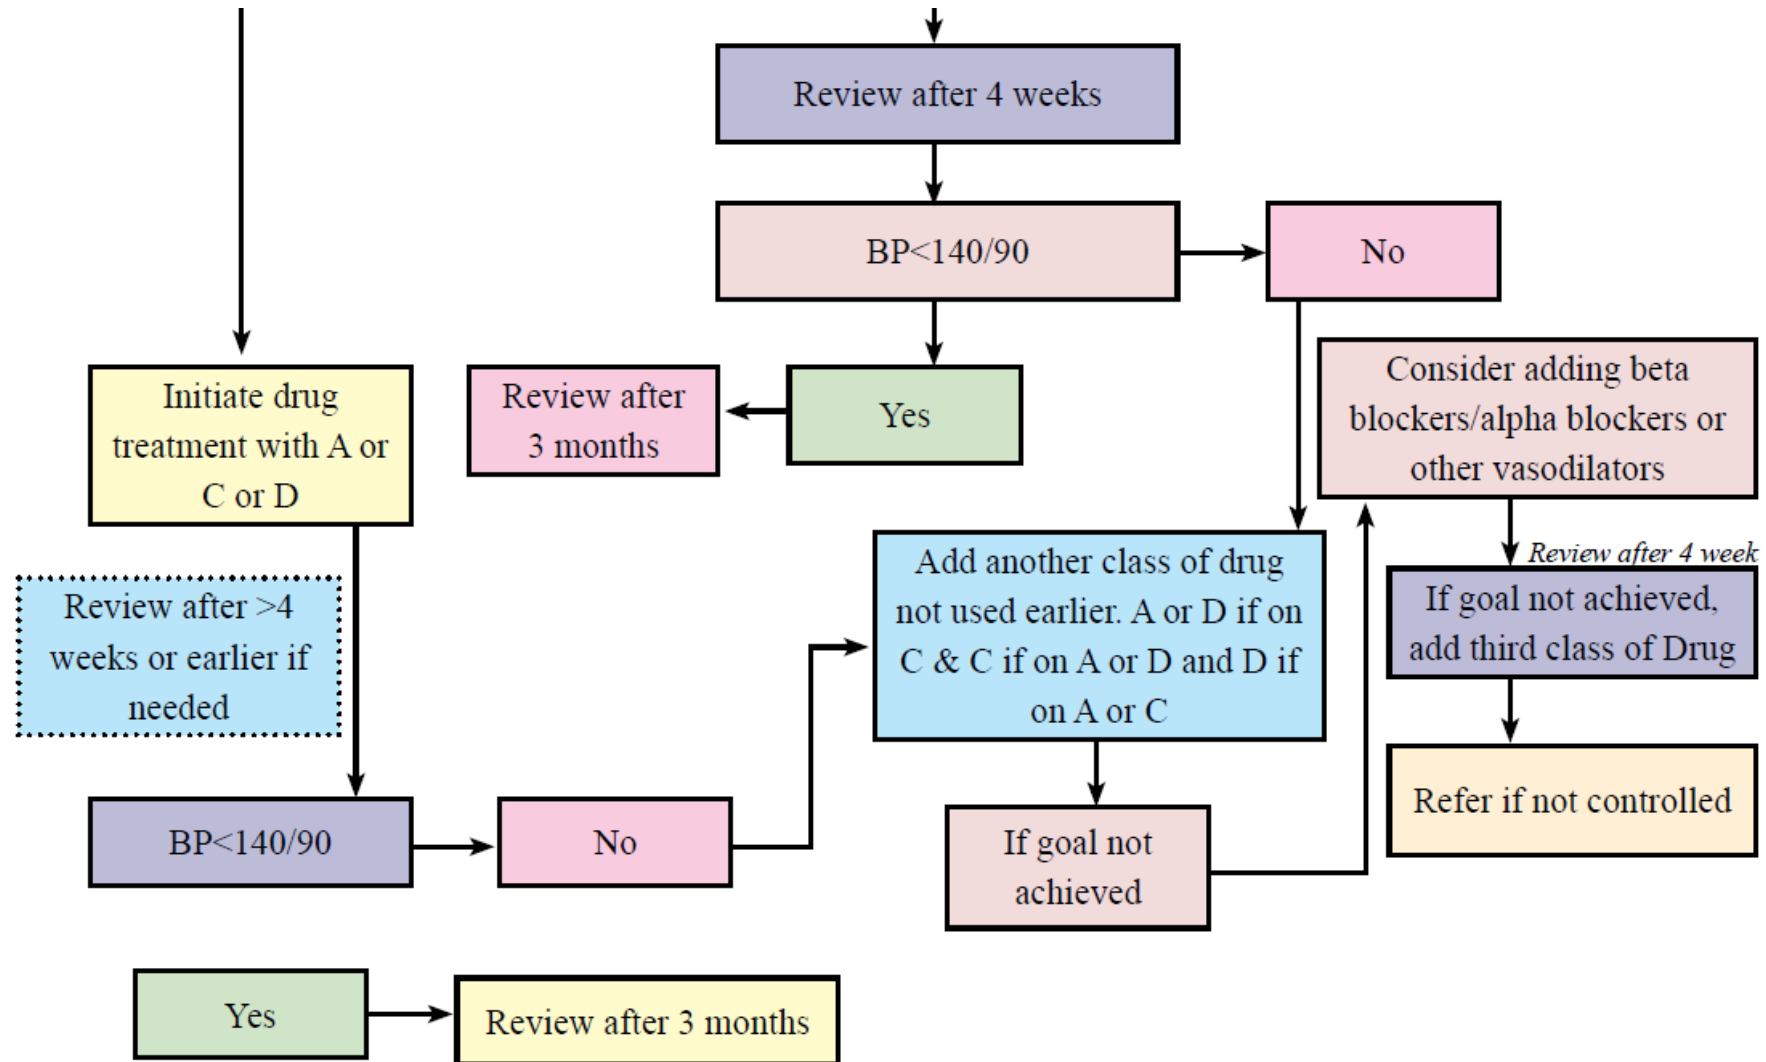 Review after 4 weeks
BP<140/90
No
Initiate drug
treatment with A or
C or D
Review after
3 months
Yes
Consider adding beta
blockers/alpha blockers or
other vasodilators
Review after 4 week
Review after >4
weeks or earlier if
needed
Add another class of drug
not used earlier. A or D if on
C & C if on A or D and D if
on A or C
If goal not achieved,
add third class of Drug
Refer if not controlled
BP<140/90
No
If goal not
achieved
Yes
Review after 3 months